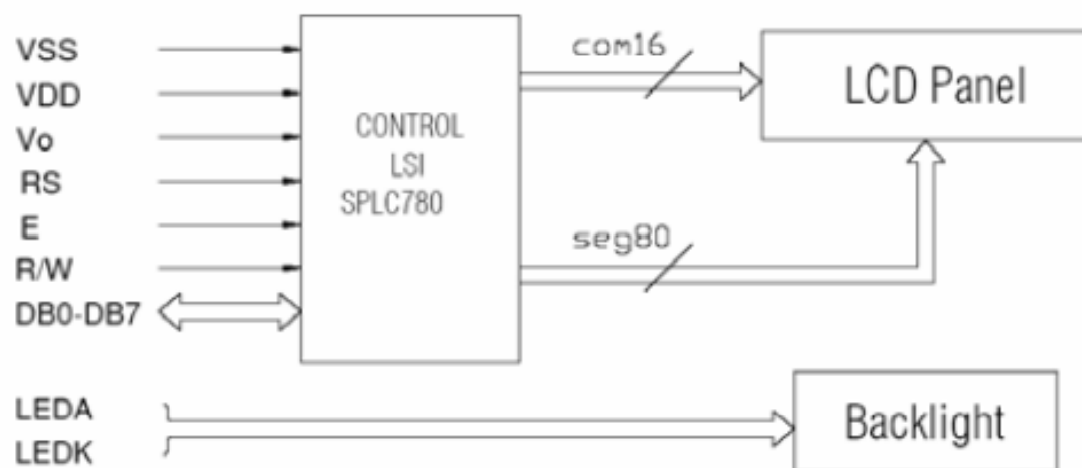 VSS
VDD
Vo
RS
E
R/W
DB0-DB7
LEDA
LEDK
CONTROL
LSI
SPLC780
com16
seg80
LCD Panel
Backlight